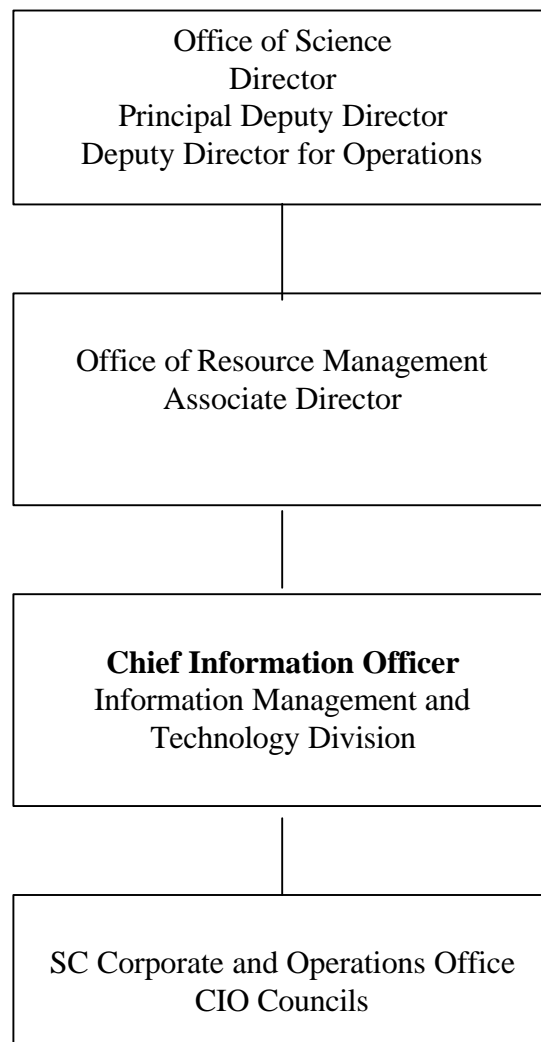 Office of Science
Director
Principal Deputy Director
Deputy Director for Operations
Office of Resource Management
Associate Director
Chief Information Officer
Information Management and
Technology Division
SC Corporate and Operations Office
CIO Councils